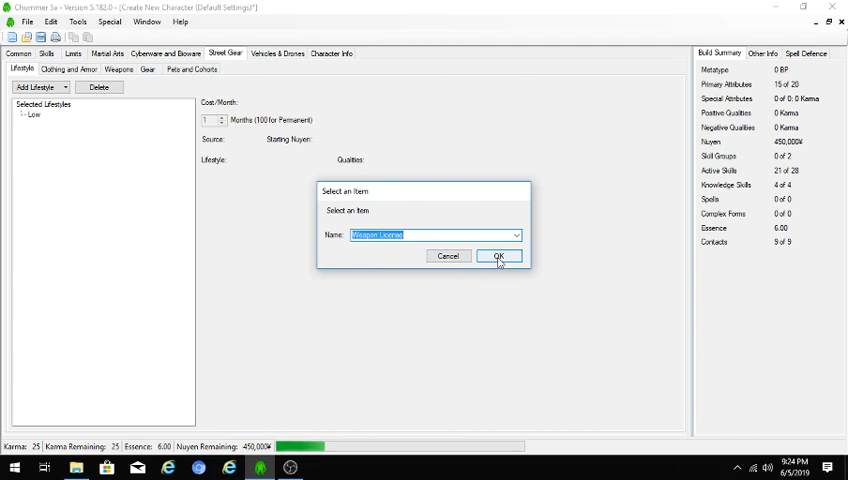 Chummer 5a - Version 5.182.0 - [Create New Character (Default Settings)*]
File Edit Tools Special Window Help
Common Skills Limits Martial Arts Cyberware and Bioware Street Gear Vehicles & Drones Character Info
Lifestyle Clothing and Armor Weapons Gear Pets and Cohorts
Add Lifestyle Delete
Selected Lifestyles
Low
Cost/Month:
1 Months (100 for Permanent)
Source: Starting Nuyen:
Lifestyle: Qualities:
Select an Item
Select an Item
Name: Weapon License
Cancel OK
Build Summary Other Info Spell Defence
Metatype 0 BP
Primary Attributes 15 of 20
Special Attributes 0 of 0: 0 Karma
Positive Qualities 0 Karma
Negative Qualities 0 Karma
Nuyen 450,000¥
Skill Groups 0 of 2
Active Skills 21 of 28
Knowledge Skills 4 of 4
Spells 0 of 0
Complex Forms 0 of 0
Essence 6.00
Contacts 9 of 9
Karma: 25 Karma Remaining: 25 Essence: 6.00 Nuyen Remaining: 450,000¥
9:24 PM
6/5/2019